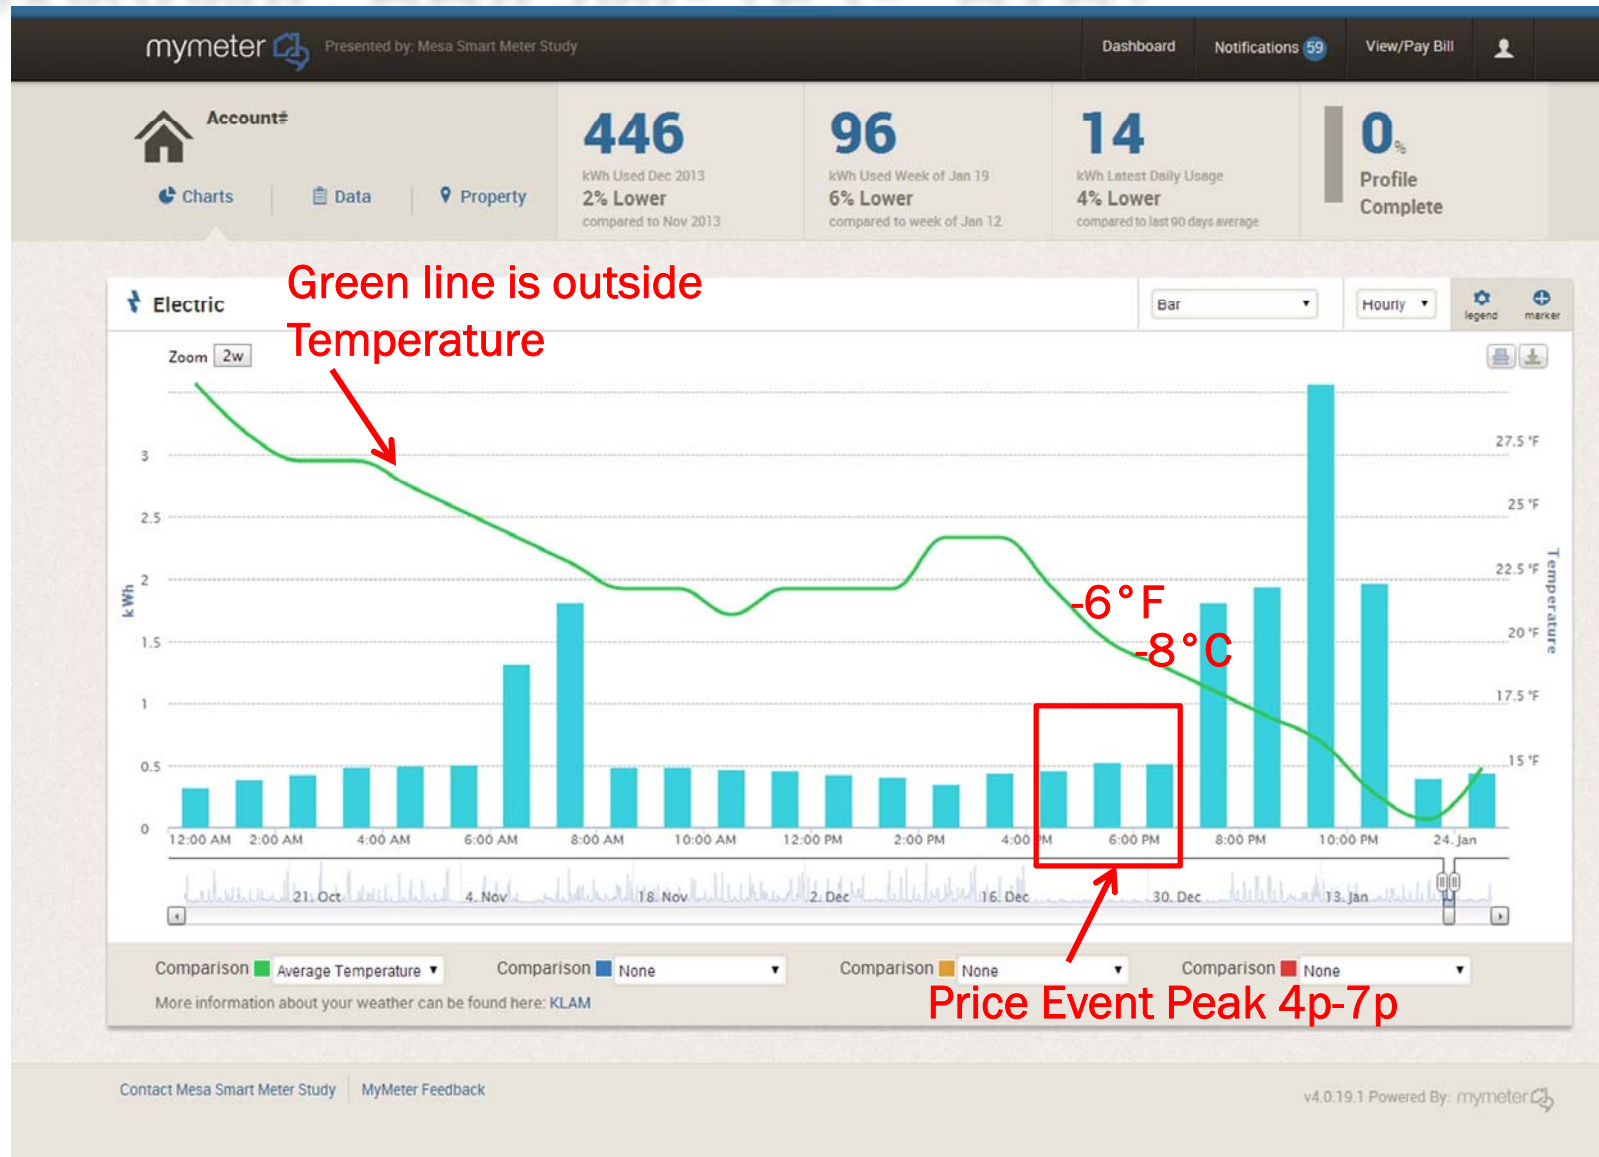 mymeter Presented by: Mesa Smart Meter Study
Dashboard Notifications 59 View/Pay Bill
Account#
Charts Data Property
446
kWh Used Dec 2013
2% Lower
compared to Nov 2013
96
kWh Used Week of Jan 19
6% Lower
compared to week of Jan 12
14
kWh Latest Daily Usage
4% Lower
compared to last 90 days average
0%
Profile
Complete
Green line is outside
Temperature
Electric
Bar Hourly legend marker
Zoom 2w
3
2.5
2
1.5
1
0.5
0
kWh
27.5 °F
25 °F
22.5 °F
20 °F
17.5 °F
15 °F
Temperature
-6°F
-8°C
12:00 AM 2:00 AM 4:00 AM 6:00 AM 8:00 AM 10:00 AM 12:00 PM 2:00 PM 4:00 PM 6:00 PM 8:00 PM 10:00 PM 24. Jan
21. Oct 4. Nov 18. Nov 2. Dec 16. Dec 30. Dec 13. Jan
Comparison Average Temperature Comparison None Comparison None Comparison None
More information about your weather can be found here: KLAM
Price Event Peak 4p-7p
Contact Mesa Smart Meter Study MyMeter Feedback
v4.0.19.1 Powered By: mymeter